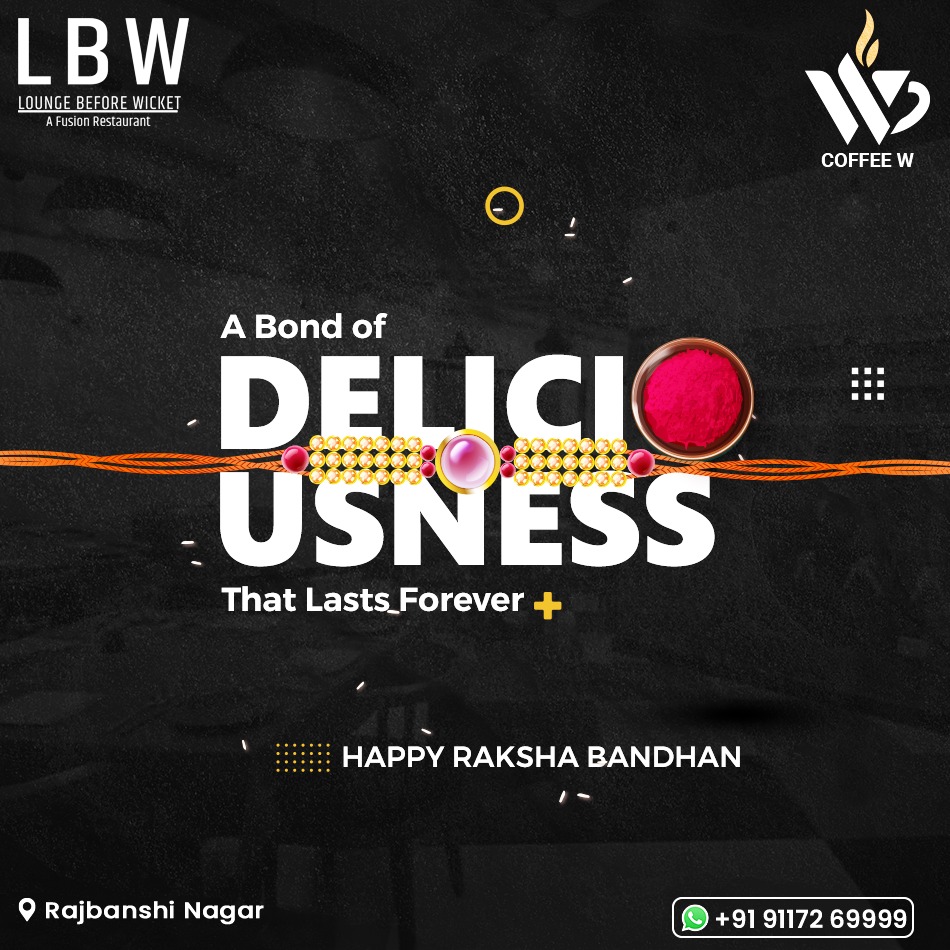 LBW
LOUNGE BEFORE WICKET
A Fusion Restaurant
COFFEE W
A Bond of
DELICIO
USNESS
That Lasts Forever
HAPPY RAKSHA BANDHAN
Rajbanshi Nagar
+91 91172 69999